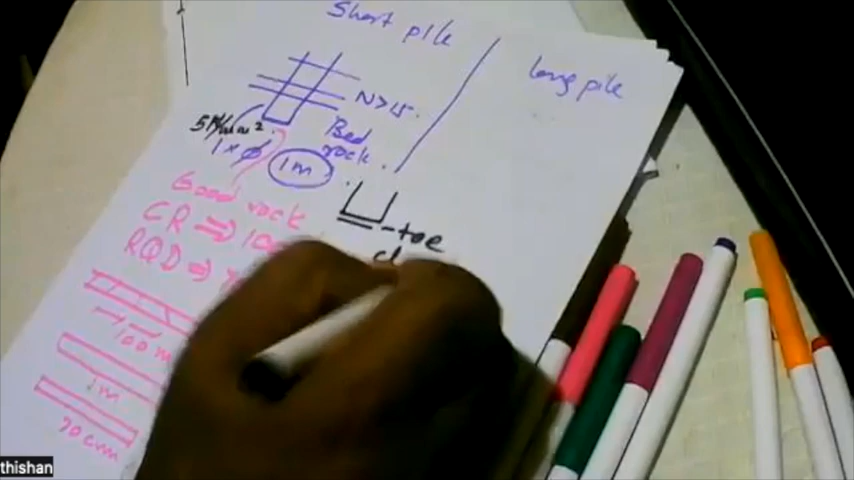 Short pile
long pile
N>15.
5N/mm².
1×ø
Bed
rock.
1m
Good rock
CR ⇒ 10
RQD ⇒
toe
100m
1m
70cm
thishan